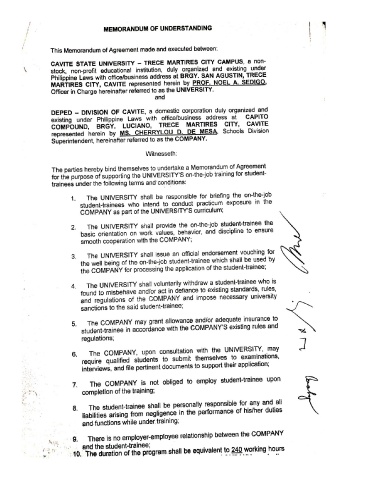 MEMORANDUM OF UNDERSTANDING
This Memorandum of Agreement made and executed between:
CAVITE STATE UNIVERSITY – TRECE MARTIRES CITY CAMPUS, a non-
stock, non-profit educational institution, duly organized and existing under
Philippine Laws with office/business address at BRGY. SAN AGUSTIN, TRECE
MARTIRES CITY, CAVITE represented herein by PROF. NOEL A. SEDIGO,
Officer in Charge hereinafter referred to as the UNIVERSITY.
and
DEPED – DIVISION OF CAVITE, a domestic corporation duly organized and
existing under Philippine Laws with office/business address at CAPITO
COMPOUND, BRGY. LUCIANO, TRECE MARTIRES CITY, CAVITE
represented herein by MS. CHERRYLOU D. DE MESA, Schools Division
Superintendent, hereinafter referred to as the COMPANY.
Witnesseth:
The parties hereby bind themselves to undertake a Memorandum of Agreement
for the purpose of supporting the UNIVERSITY'S on-the-job training for student-
trainees under the following terms and conditions:
1. The UNIVERSITY shall be responsible for briefing the on-the-job
student-trainees who intend to conduct practicum exposure in the
COMPANY as part of the UNIVERSITY'S curriculum;
2. The UNIVERSITY shall provide the on-the-job student-trainee the
basic orientation on work values, behavior, and discipline to ensure
smooth cooperation with the COMPANY;
3. The UNIVERSITY shall issue an official endorsement vouching for
the well being of the on-the-job student-trainee which shall be used by
the COMPANY for processing the application of the student-trainee;
4. The UNIVERSITY shall voluntarily withdraw a student-trainee who is
found to misbehave and/or act in defiance to existing standards, rules,
and regulations of the COMPANY and impose necessary university
sanctions to the said student-trainee;
5. The COMPANY may grant allowance and/or adequate insurance to
student-trainee in accordance with the COMPANY'S existing rules and
regulations;
6. The COMPANY, upon consultation with the UNIVERSITY, may
require qualified students to submit themselves to examinations,
interviews, and file pertinent documents to support their application;
7. The COMPANY is not obliged to employ student-trainee upon
completion of the training;
8. The student-trainee shall be personally responsible for any and all
liabilities arising from negligence in the performance of his/her duties
and functions while under training;
9. There is no employer-employee relationship between the COMPANY
and the student-trainee;
10. The duration of the program shall be equivalent to 240 working hours